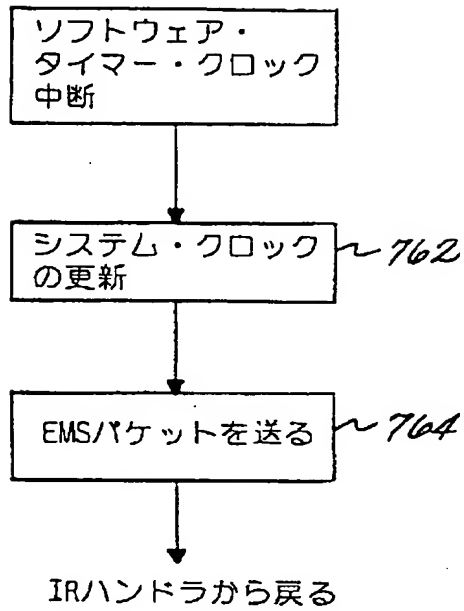 ソフトウェア・
タイマー・クロック
中断
システム・クロック
の更新
762
EMSパケットを送る
764
IRハンドラから戻る